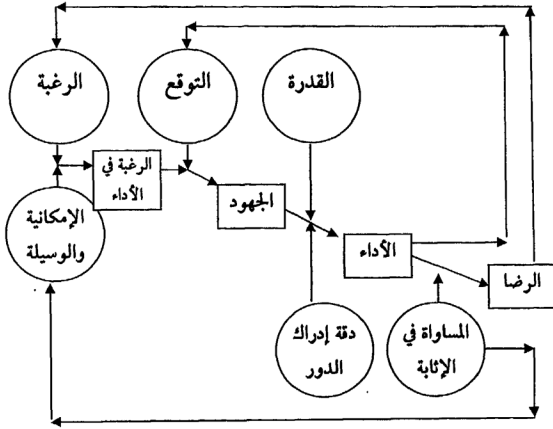 الرغبة
التوقع
القدرة
الرغبة في
الأداء
الجهود
الإمكانية
والوسيلة
الأداء
الرضا
دقة إدراك
الدور
المساواة في
الإثابة